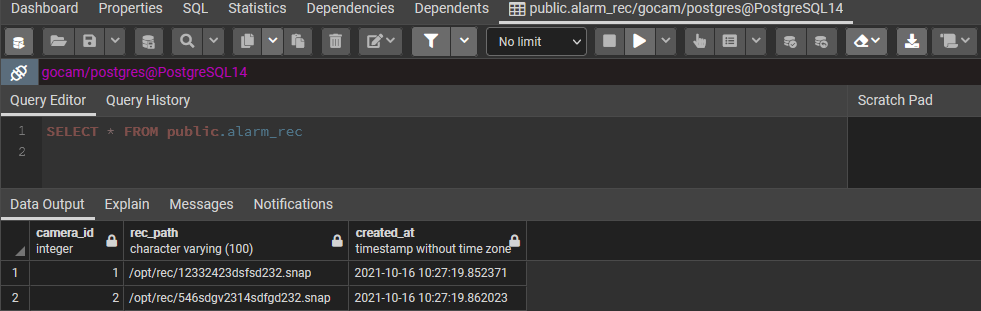 Dashboard Properties SQL Statistics Dependencies Dependents public.alarm_rec/gocam/postgres@PostgreSQL14
No limit
gocam/postgres@PostgreSQL14
Query Editor Query History Scratch Pad
1 SELECT * FROM public.alarm_rec
2
Data Output Explain Messages Notifications
camera_id rec_path created_at
integer character varying (100) timestamp without time zone
1 1 /opt/rec/12332423dsfsd232.snap 2021-10-16 10:27:19.852371
2 2 /opt/rec/546sdgv2314sdfgd232.snap 2021-10-16 10:27:19.862023